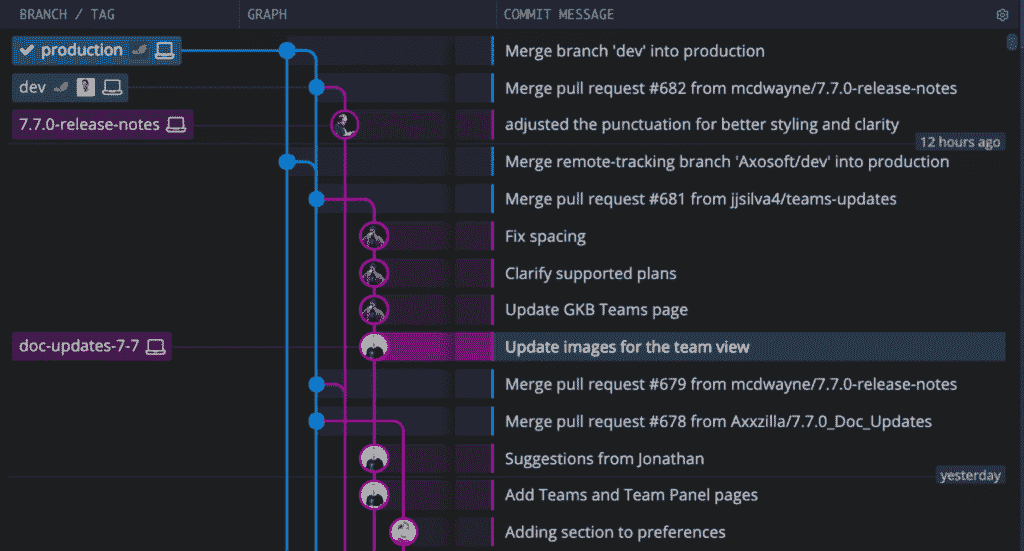 BRANCH / TAG GRAPH COMMIT MESSAGE
production Merge branch 'dev' into production
dev Merge pull request #682 from mcdwayne/7.7.0-release-notes
7.7.0-release-notes adjusted the punctuation for better styling and clarity
12 hours ago
Merge remote-tracking branch 'Axosoft/dev' into production
Merge pull request #681 from jjsilva4/teams-updates
Fix spacing
Clarify supported plans
Update GKB Teams page
doc-updates-7-7 Update images for the team view
Merge pull request #679 from mcdwayne/7.7.0-release-notes
Merge pull request #678 from Axxzilla/7.7.0_Doc_Updates
Suggestions from Jonathan
yesterday
Add Teams and Team Panel pages
Adding section to preferences